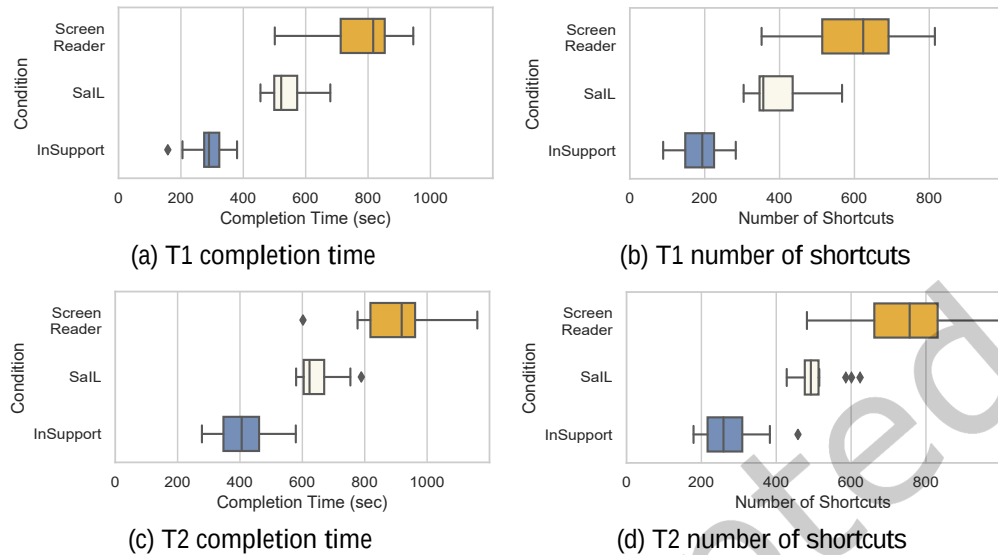 Screen
Reader
SaIL
InSupport
Condition
0 200 400 600 800 1000
Completion Time (sec)
(a) T1 completion time
Screen
Reader
SaIL
InSupport
Condition
0 200 400 600 800
Number of Shortcuts
(b) T1 number of shortcuts
Screen
Reader
SaIL
InSupport
Condition
0 200 400 600 800 1000
Completion Time (sec)
(c) T2 completion time
Screen
Reader
SaIL
InSupport
Condition
0 200 400 600 800
Number of Shortcuts
(d) T2 number of shortcuts